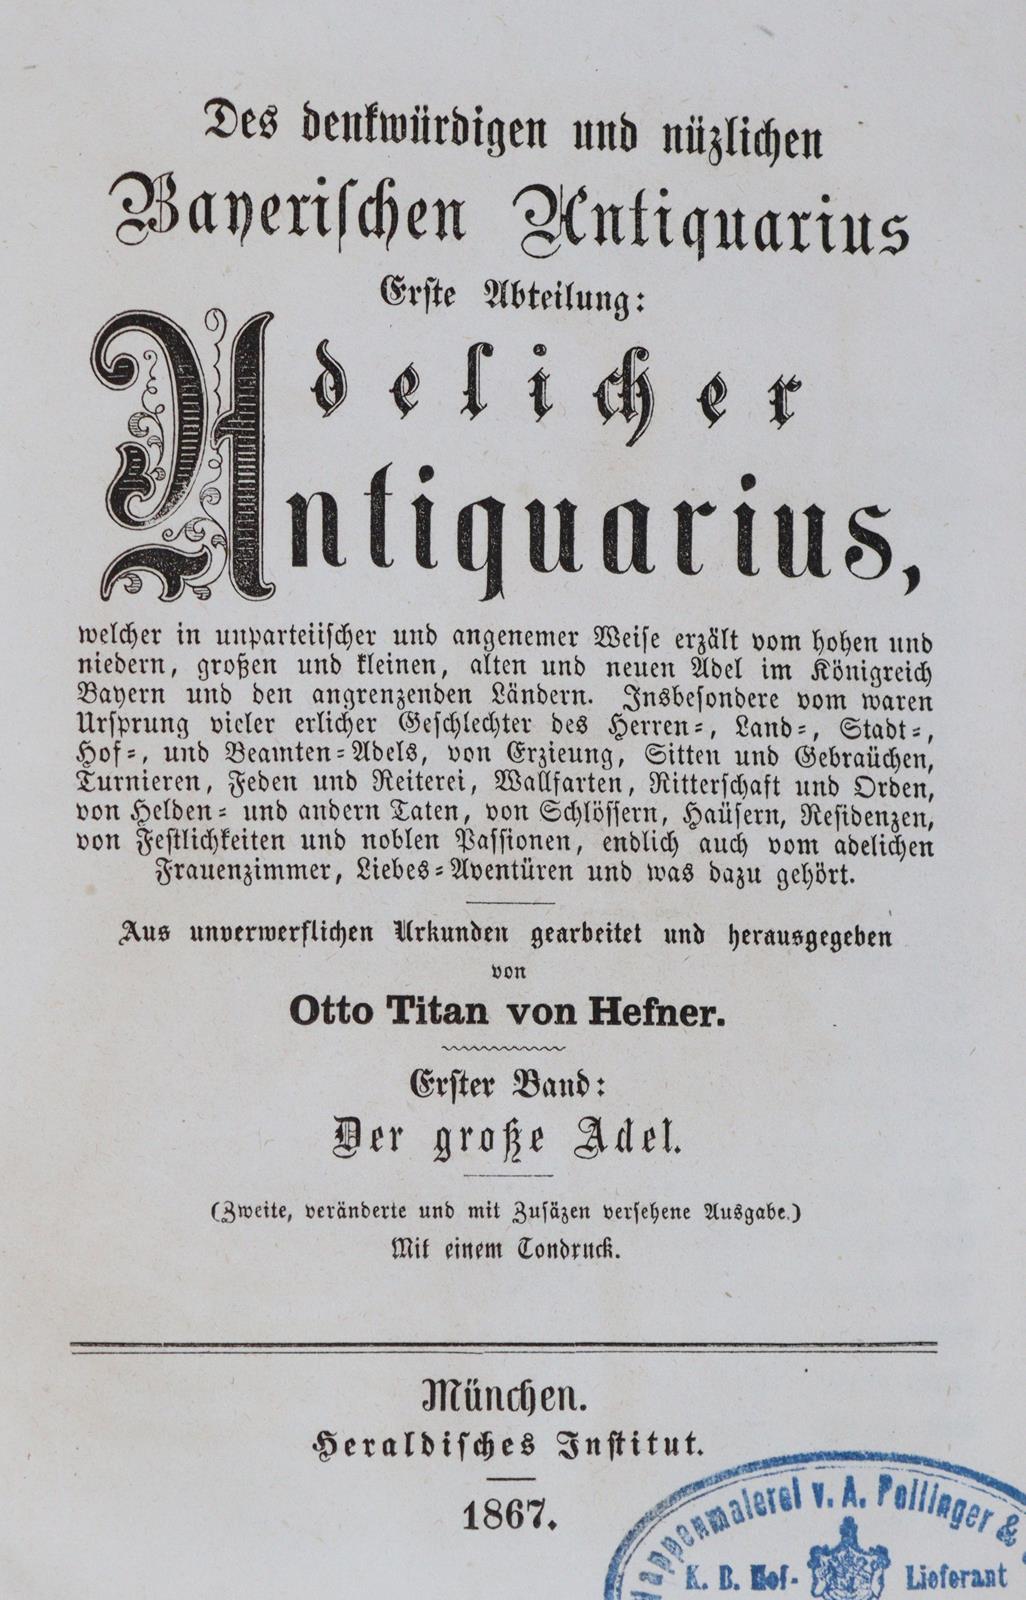 Des denkwürdigen und nüzlichen
Bayerischen Antiquarius
Erste Abteilung:
Adelicher
Antiquarius,
welcher in unparteiischer und angenemer Weise erzält vom hohen und
niedern, großen und kleinen, alten und neuen Adel im Königreich
Bayern und den angrenzenden Ländern. Insbesondere vom waren
Ursprung vieler erlicher Geschlechter des Herren-, Land-, Stadt-,
Hof-, und Beamten-Adels, von Erzieung, Sitten und Gebraüchen,
Turnieren, Feden und Reiterei, Wallfarten, Ritterschaft und Orden,
von Helden- und andern Taten, von Schlössern, Haüsern, Residenzen,
von Festlichkeiten und noblen Passionen, endlich auch vom adelichen
Frauenzimmer, Liebes-Aventüren und was dazu gehört.
Aus unverwerflichen Urkunden gearbeitet und herausgegeben
von
Otto Titan von Hefner.
Erster Band:
Der große Adel.
(Zweite, veränderte und mit Zusäzen versehene Ausgabe.)
Mit einem Tondruck.
München.
Heraldisches Institut.
1867.
Wappenmalerei v. A. Pollinger &
K. B. Hof- Lieferant